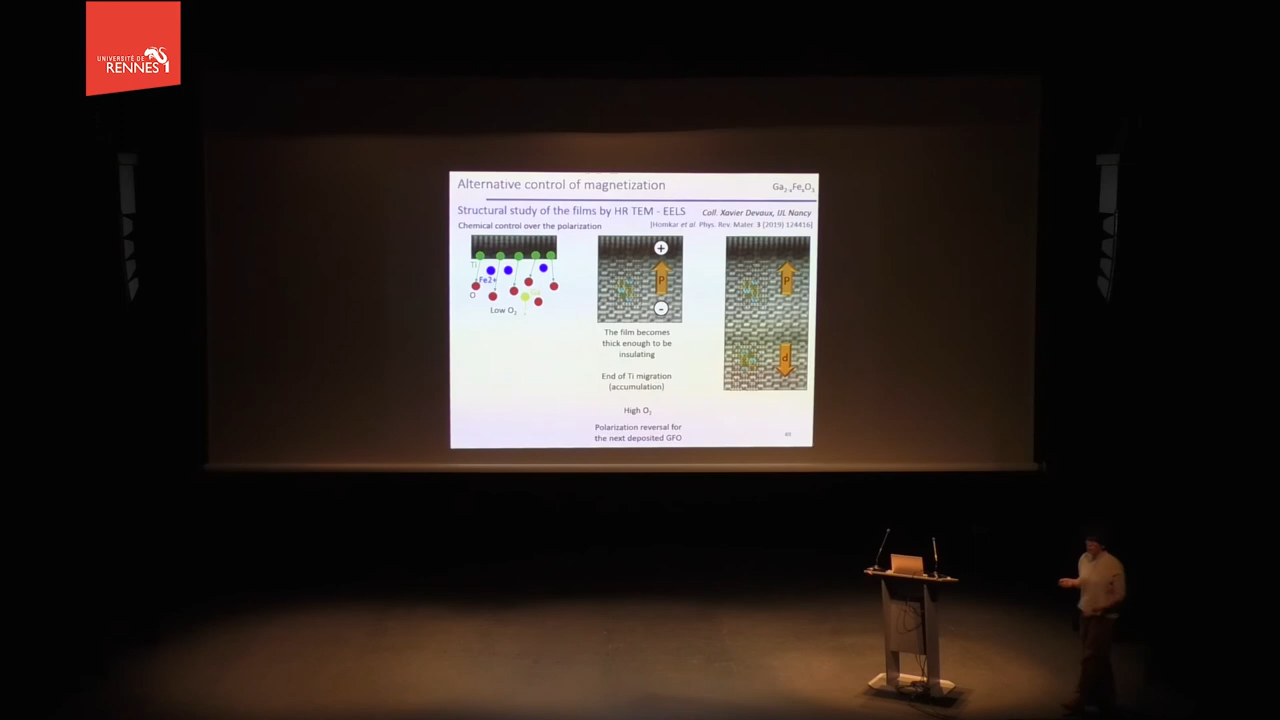 UNIVERSITÉ DE
RENNES 1
Alternative control of magnetization
Ga2-xFexO3
Structural study of the films by HR TEM - EELS
Coll. Xavier Devaux, UL Nancy
Chemical control over the polarization
[Homkar et al. Phys. Rev. Mater. 3 (2019) 124416]
Ti
Fe2+
O
Low O2
+
P
-
P
d
The film becomes
thick enough to be
insulating
End of Ti migration
(accumulation)
High O2
Polarization reversal for
the next deposited GFO